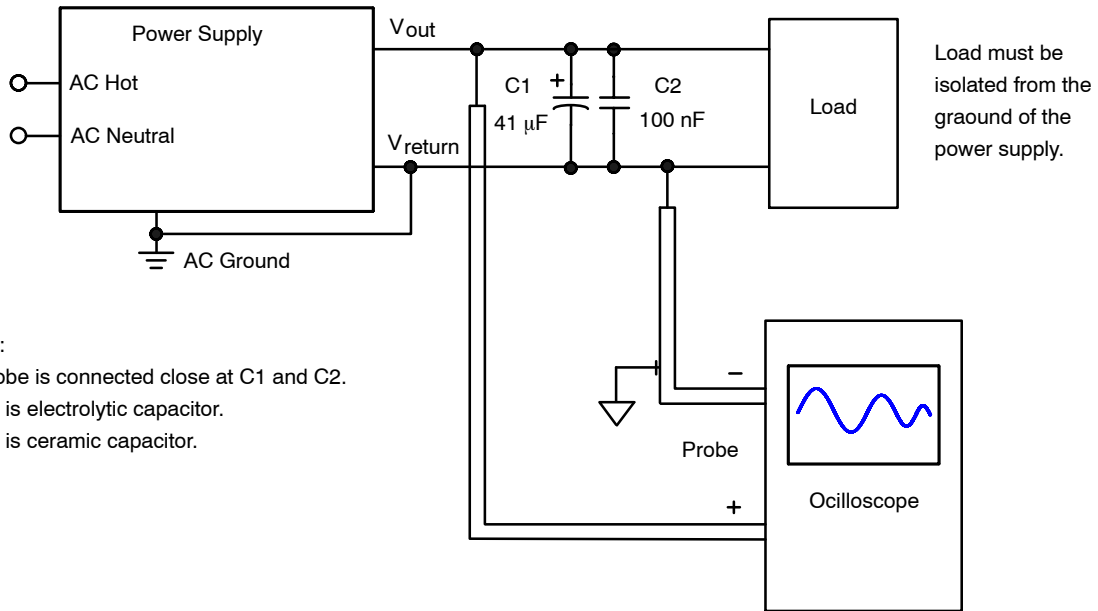 Power Supply
AC Hot
AC Neutral
Vout
Vreturn
AC Ground
C1
+
41 μF
C2
100 nF
Load
Load must be
isolated from the
graound of the
power supply.
:
is connected close at C1 and C2.
is electrolytic capacitor.
is ceramic capacitor.
−
Probe
+
Ocilloscope